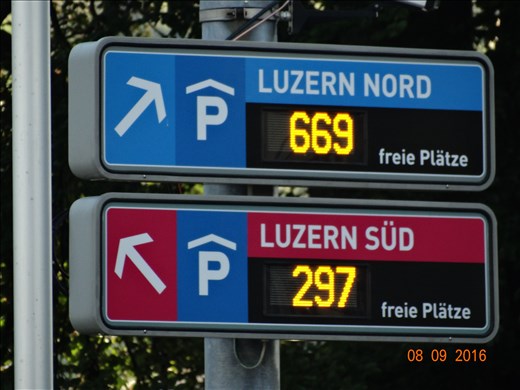 P LUZERN NORD
669
freie Plätze
P LUZERN SÜD
297
freie Plätze
08 09 2016